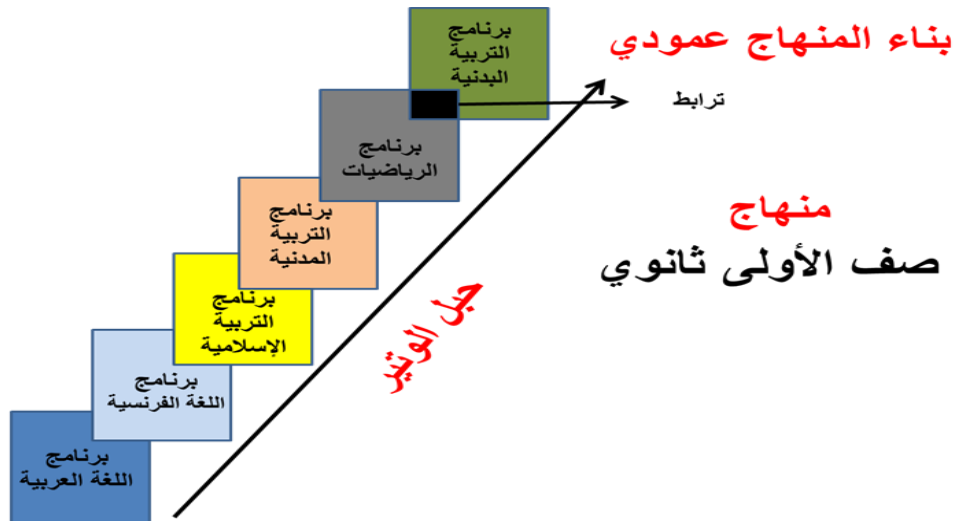 بناء المنهاج عمودي
برنامج
التربية
البدنية
ترابط
برنامج
الرياضيات
منهاج
صف الأولى ثانوي
برنامج
التربية
المدنية
برنامج
التربية
الإسلامية
حبل الوتير
برنامج
اللغة الفرنسية
برنامج
اللغة العربية